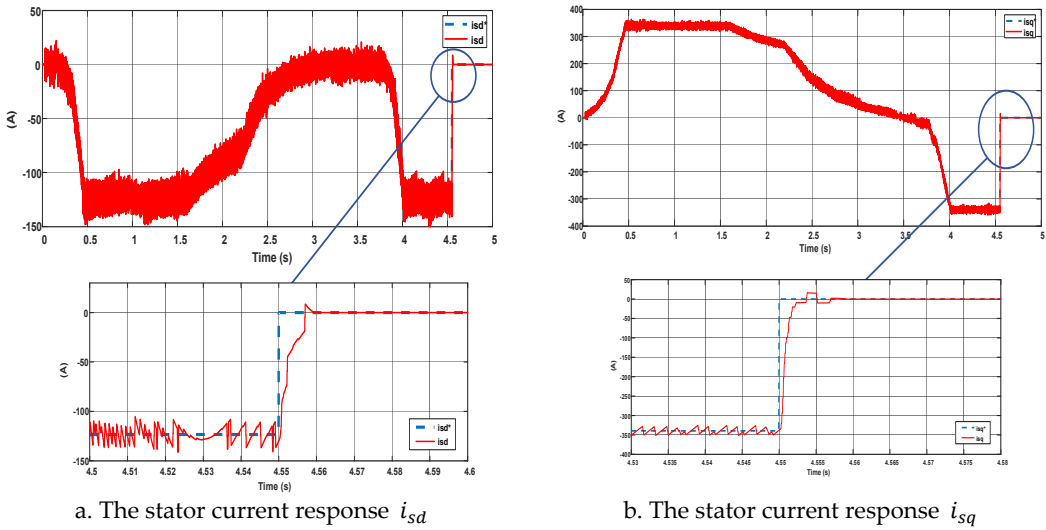 50
0
-50
-100
-150
(A)
0 0.5 1 1.5 2 2.5 3 3.5 4 4.5 5
Time (s)
isd*
isd
400
300
200
100
0
-100
-200
-300
-400
(A)
0 0.5 1 1.5 2 2.5 3 3.5 4 4.5 5
Time (s)
isq*
isq
0
-50
-100
-150
(A)
4.5 4.51 4.52 4.53 4.54 4.55 4.56 4.57 4.58 4.59 4.6
Time (s)
isd*
isd
50
0
-50
-100
-150
-200
-250
-300
-350
-400
(A)
4.53 4.535 4.54 4.545 4.55 4.555 4.56 4.565 4.57 4.575 4.58
Time (s)
isq*
isq
a. The stator current response i_sd
b. The stator current response i_sq